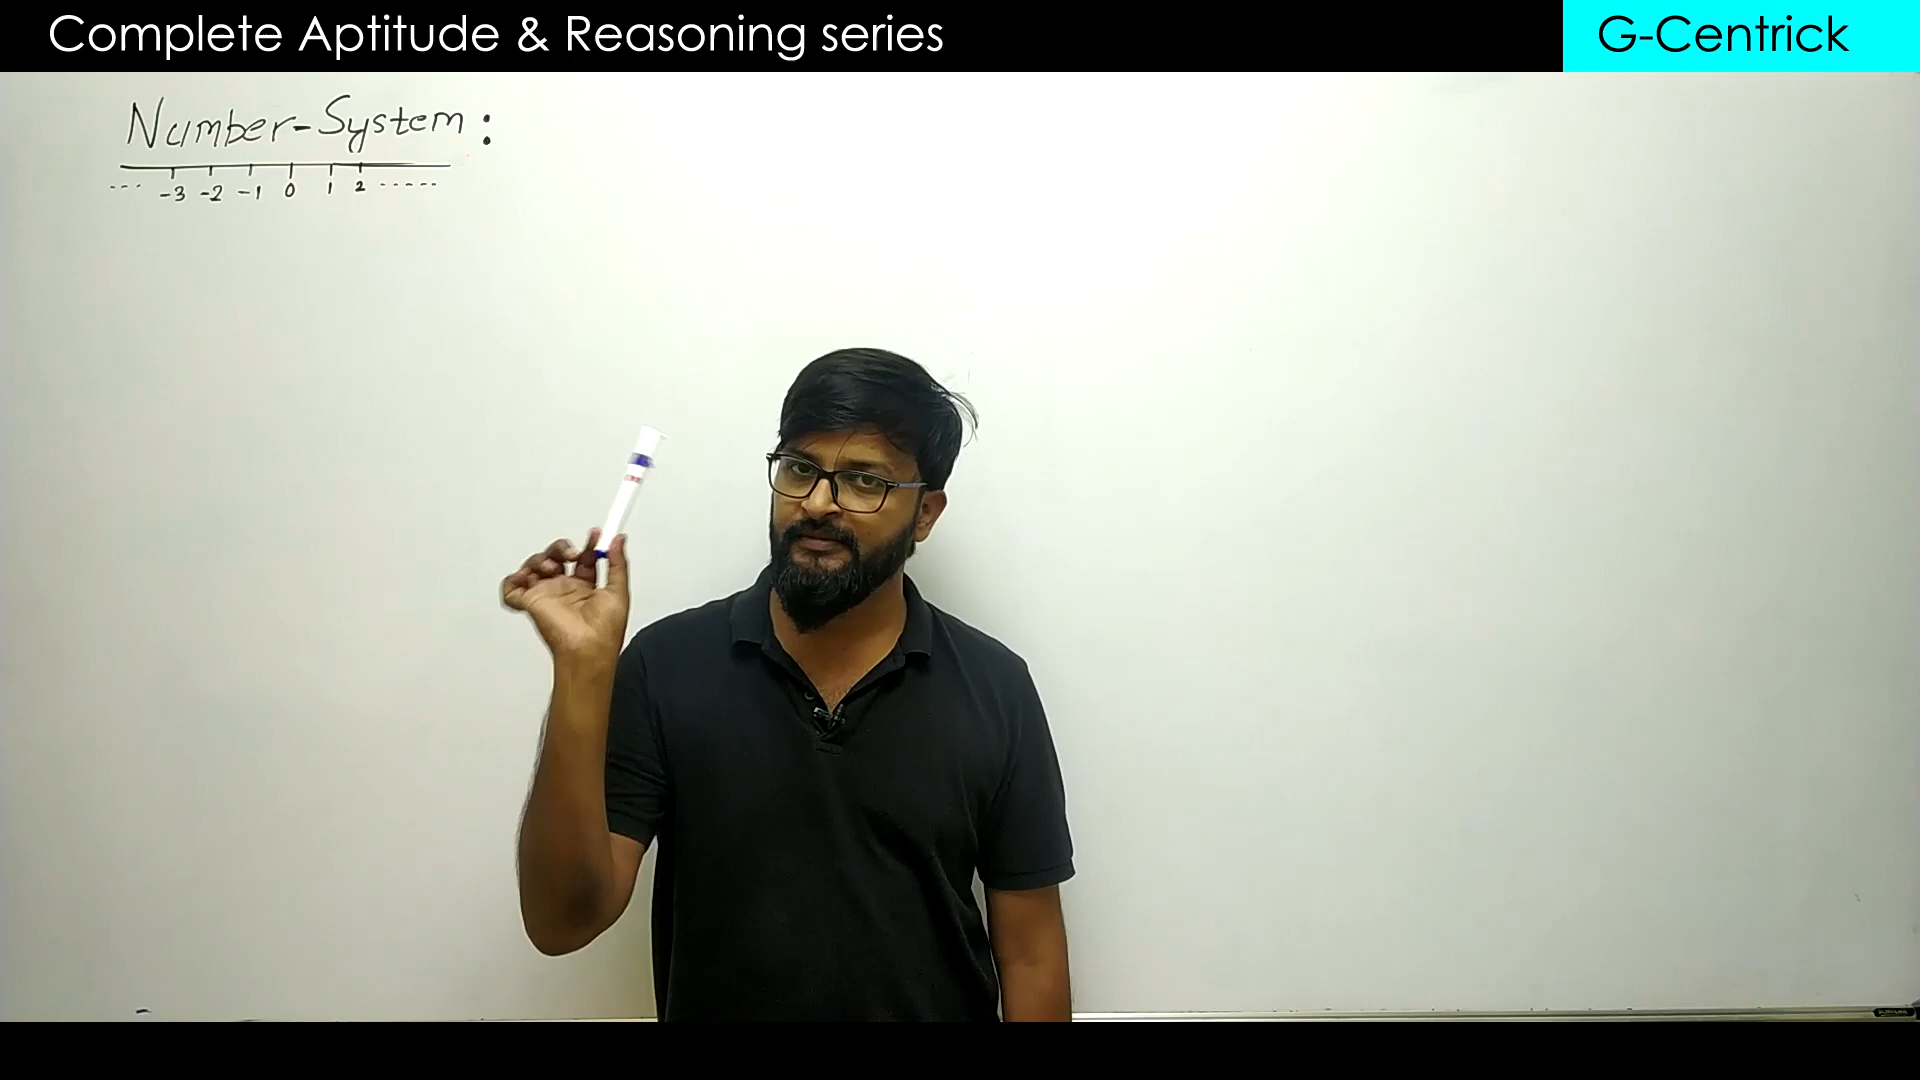 Complete Aptitude & Reasoning series
G-Centrick
Number-System :
--- -3 -2 -1 0 1 2 -----